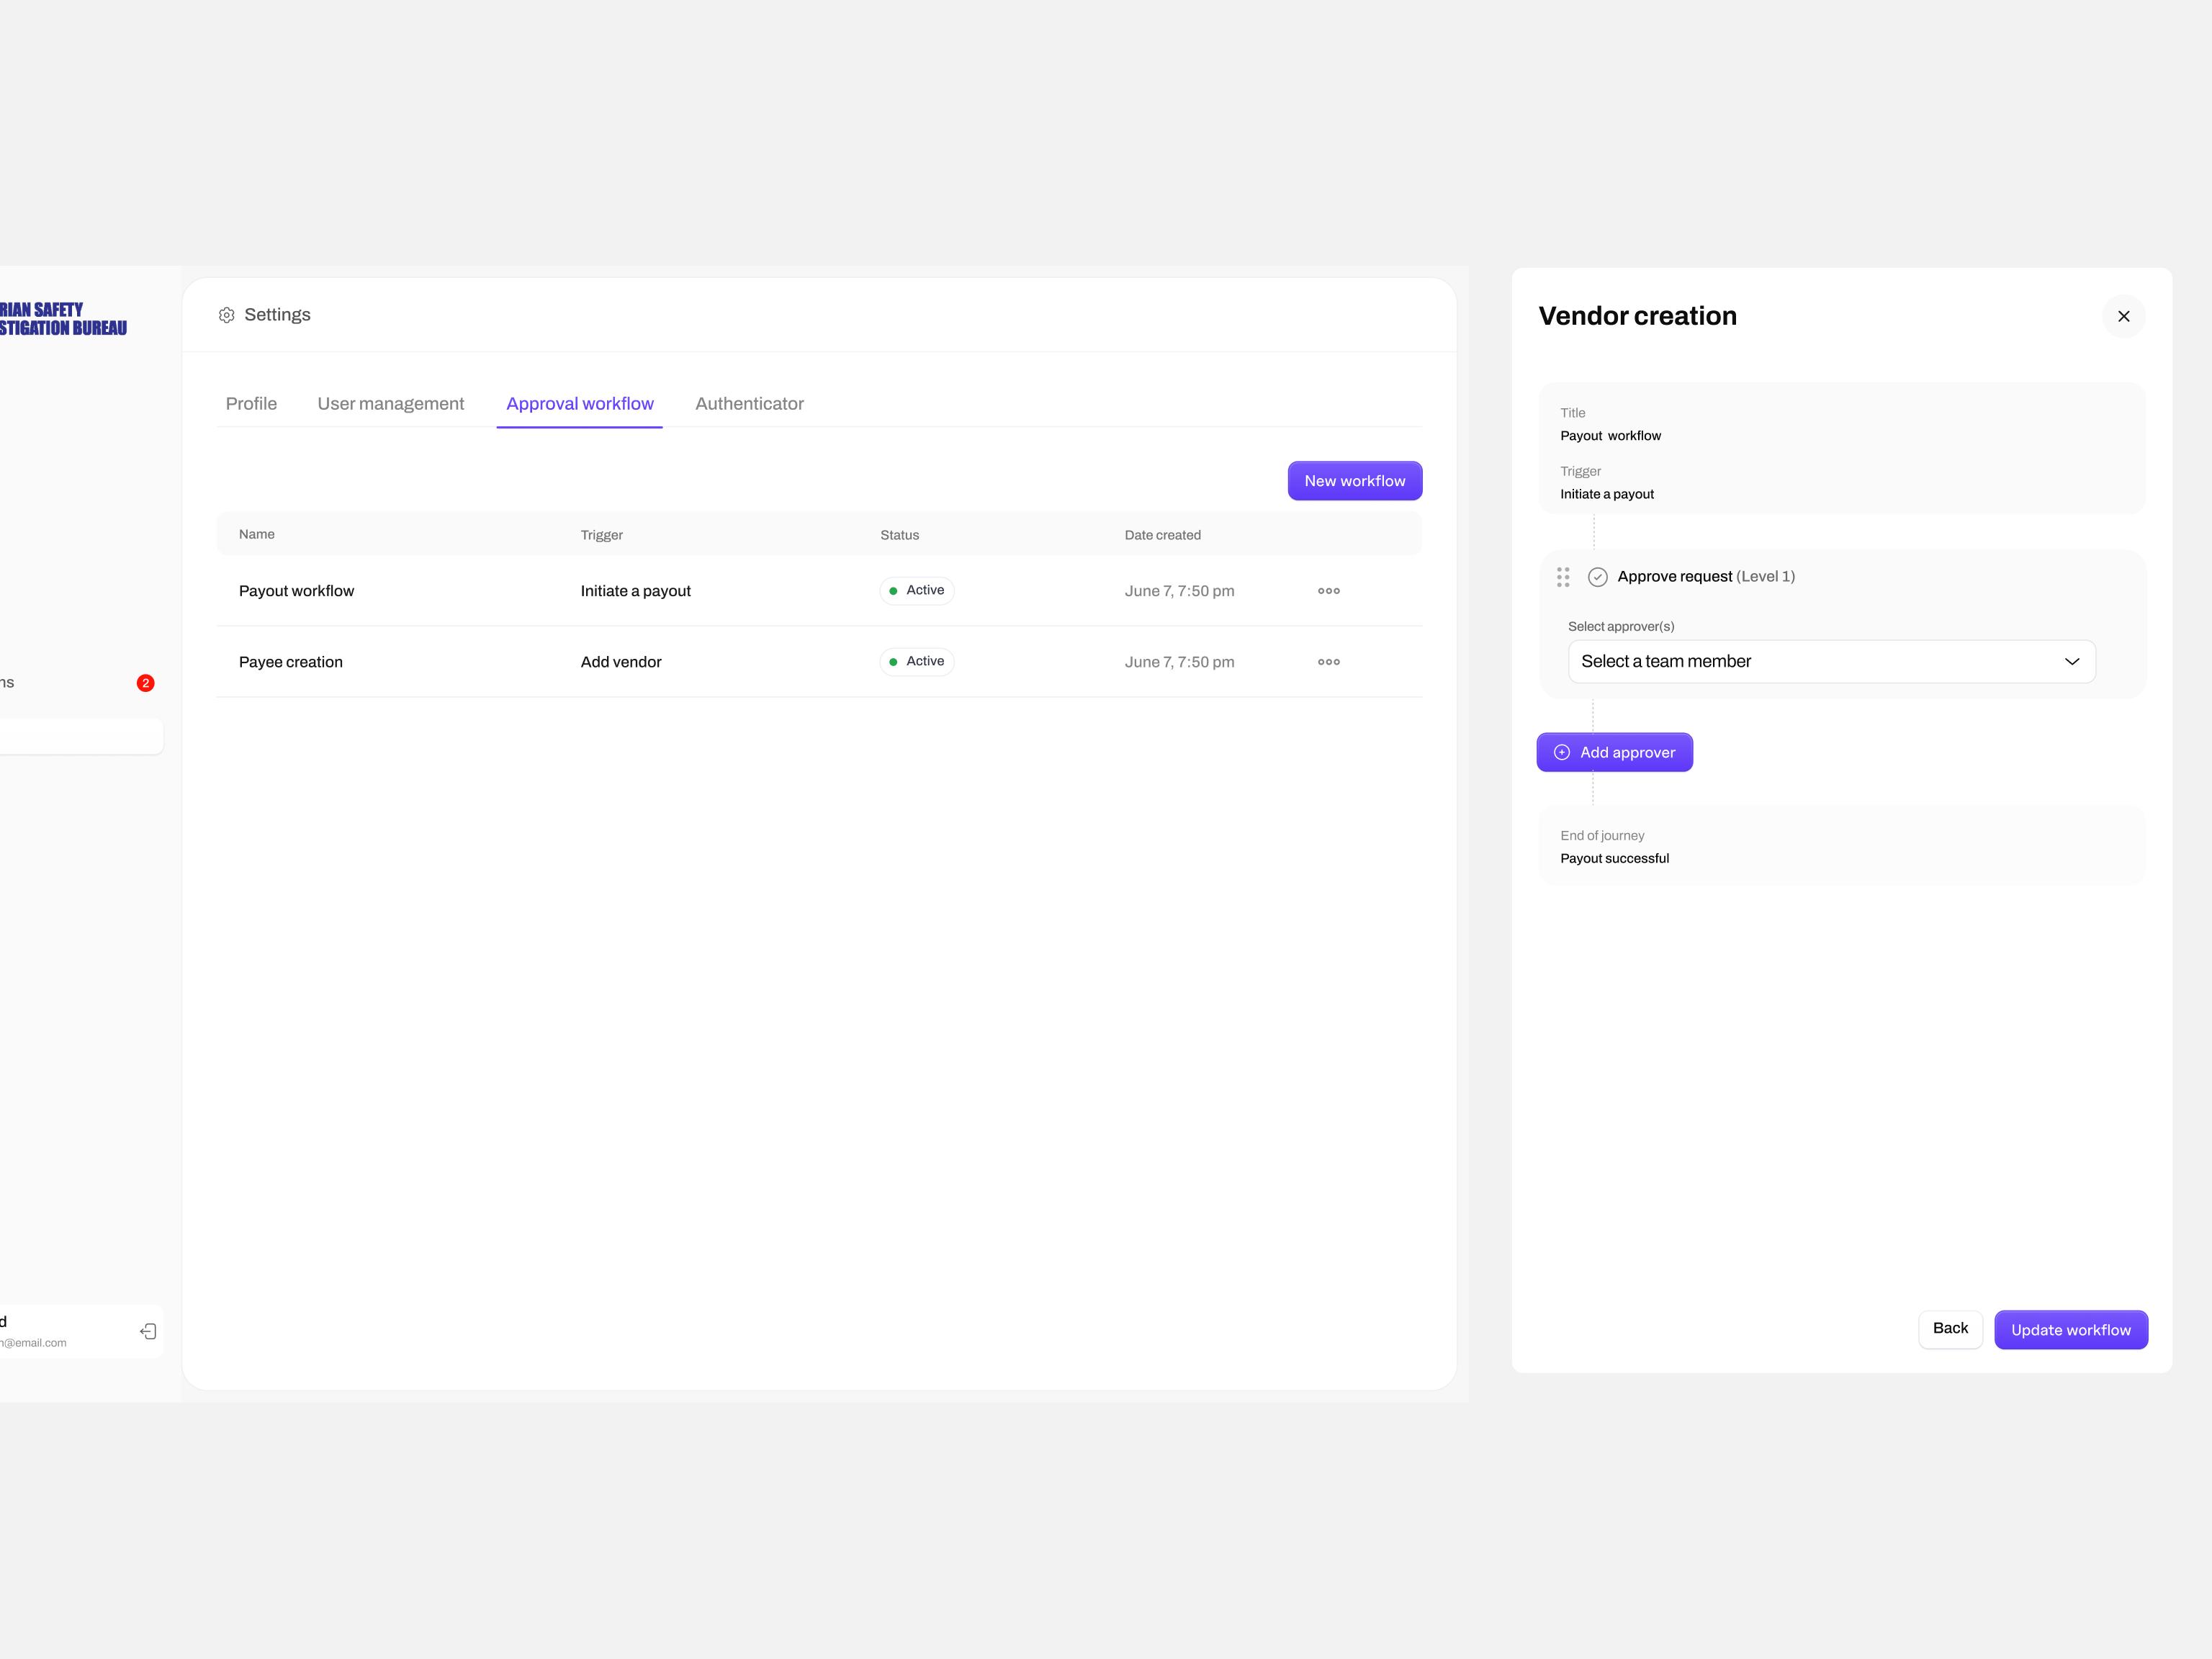 RIAN SAFETY
STIGATION BUREAU
ns
2
d
n@email.com
Settings
Profile
User management
Approval workflow
Authenticator
New workflow
Name
Trigger
Status
Date created
Payout workflow
Initiate a payout
Active
June 7, 7:50 pm
Payee creation
Add vendor
Active
June 7, 7:50 pm
Vendor creation
Title
Payout workflow
Trigger
Initiate a payout
Approve request (Level 1)
Select approver(s)
Select a team member
Add approver
End of journey
Payout successful
Back
Update workflow